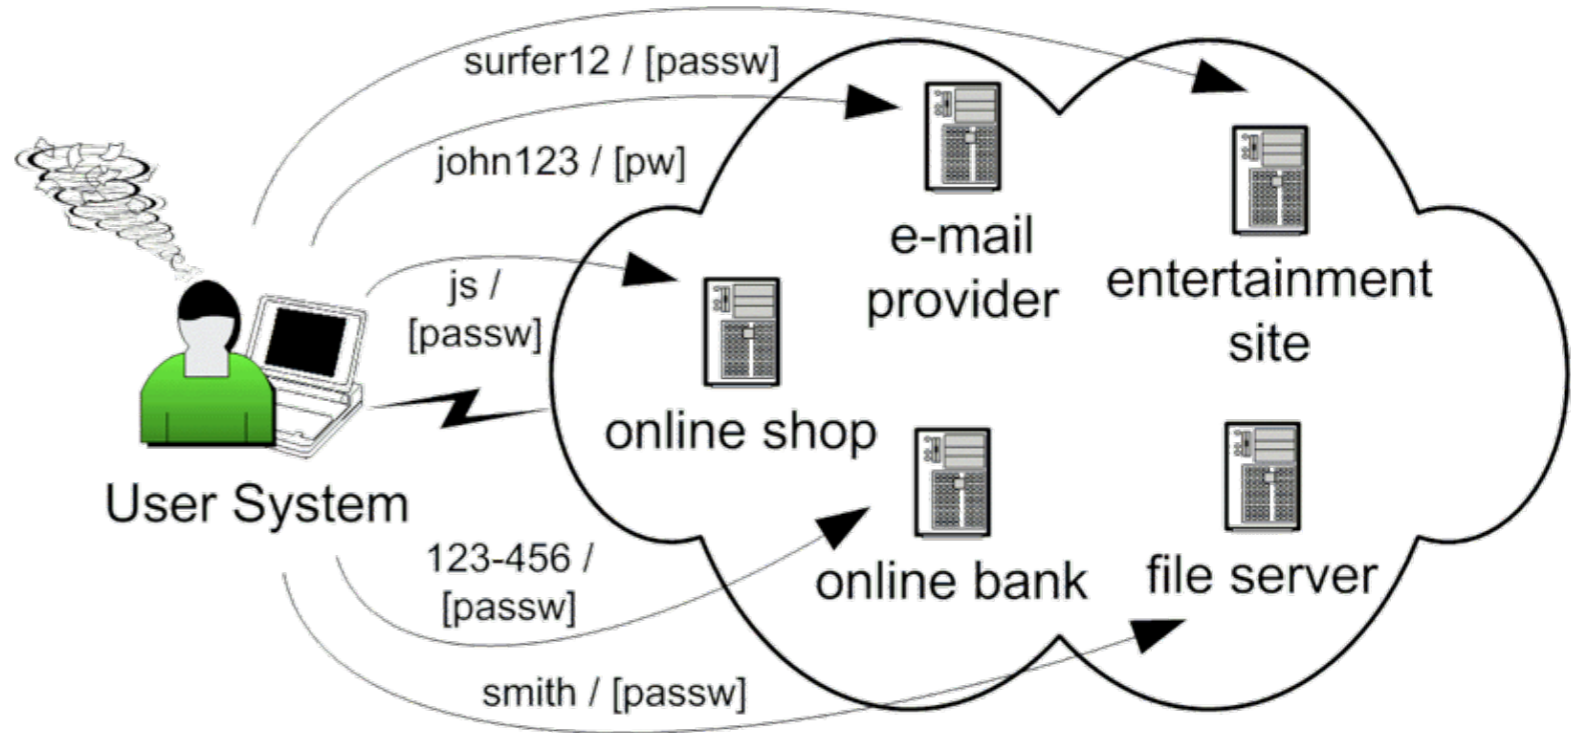 surfer12 / [passw]
john123 / [pw]
js /
[passw]
e-mail
provider
entertainment
site
online shop
User System
123-456 /
[passw]
online bank
file server
smith / [passw]